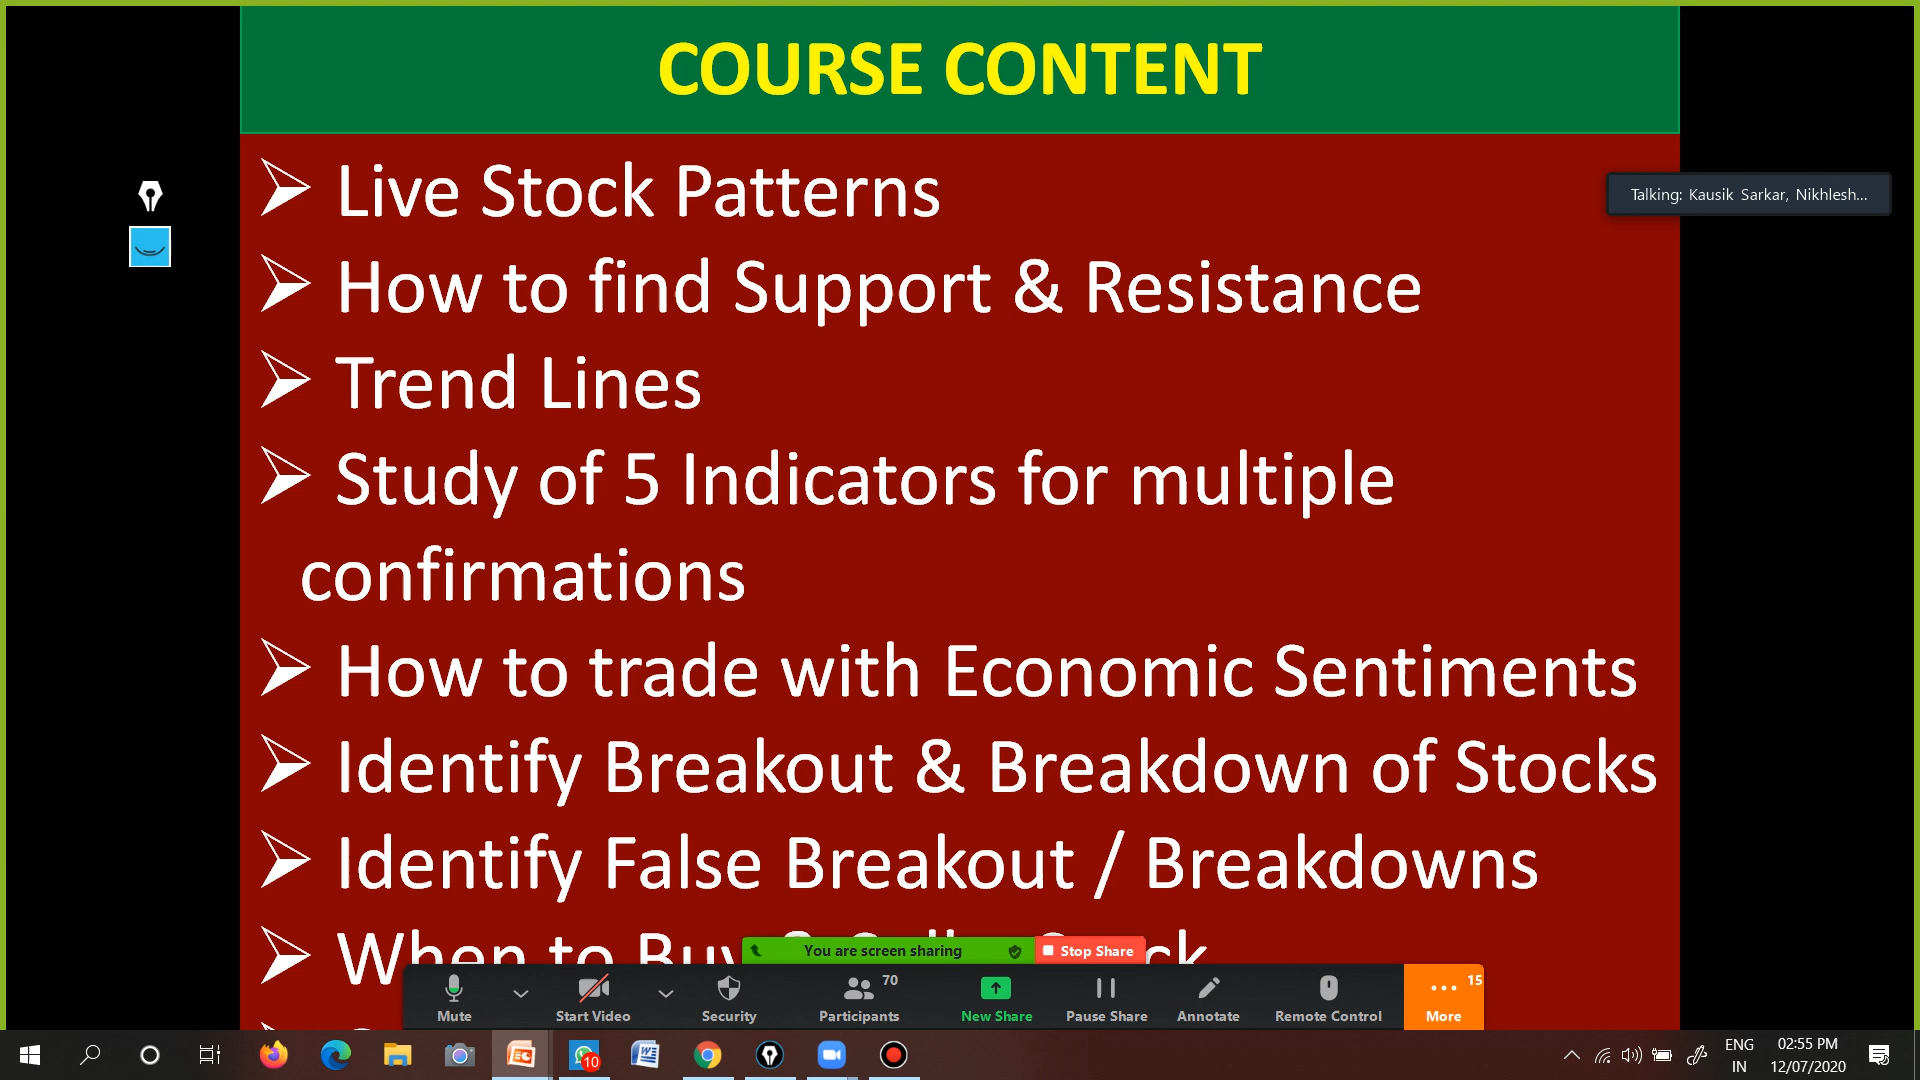 COURSE CONTENT
Live Stock Patterns
Talking: Kausik Sarkar, Nikhlesh...
How to find Support & Resistance
Trend Lines
Study of 5 Indicators for multiple
confirmations
How to trade with Economic Sentiments
Identify Breakout & Breakdown of Stocks
Identify False Breakout / Breakdowns
When to Buy
You are screen sharing
Stop Share
70
15
Mute
Start Video
Security
Participants
New Share
Pause Share
Annotate
Remote Control
More
10
ENG
IN
02:55 PM
12/07/2020